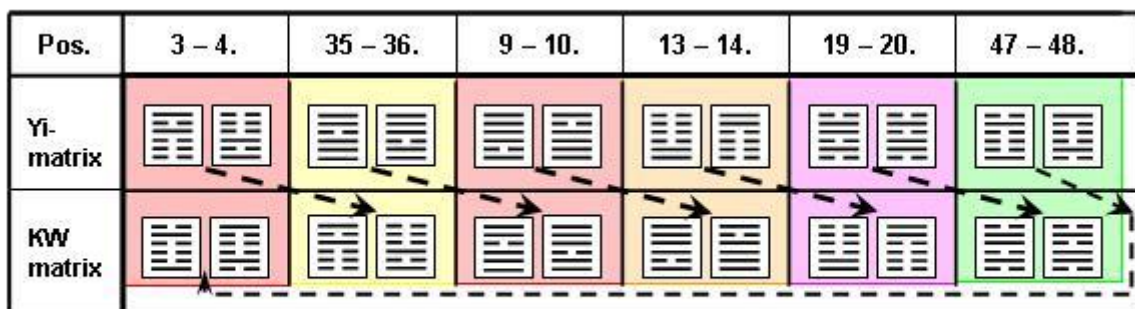 Pos.
3 – 4.
35 – 36.
9 – 10.
13 – 14.
19 – 20.
47 – 48.
Yi-
matrix
KW
matrix